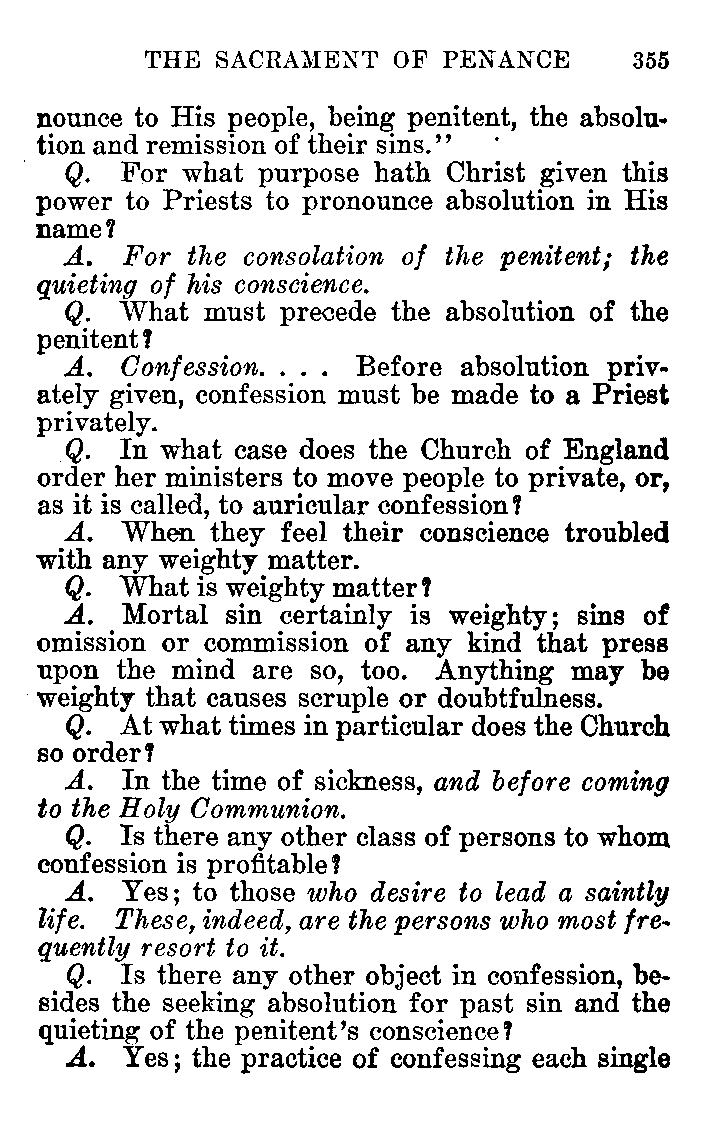 THE SACRAMENT OF PENANCE 355
nounce to His people, being penitent, the absolu-
tion and remission of their sins.''
Q. For what purpose hath Christ given this
power to Priests to pronounce absolution in His
name?
A. For the consolation of the penitent; the
quieting of his conscience.
Q. What must precede the absolution of the
penitent?
A. Confession. . . . Before absolution priv-
ately given, confession must be made to a Priest
privately.
Q. In what case does the Church of England
order her ministers to move people to private, or,
as it is called, to auricular confession?
A. When they feel their conscience troubled
with any weighty matter.
Q. What is weighty matter?
A. Mortal sin certainly is weighty; sins of
omission or commission of any kind that press
upon the mind are so, too. Anything may be
weighty that causes scruple or doubtfulness.
Q. At what times in particular does the Church
so order?
A. In the time of sickness, and before coming
to the Holy Communion.
Q. Is there any other class of persons to whom
confession is profitable?
A. Yes; to those who desire to lead a saintly
life. These, indeed, are the persons who most fre-
quently resort to it.
Q. Is there any other object in confession, be-
sides the seeking absolution for past sin and the
quieting of the penitent's conscience?
A. Yes; the practice of confessing each single